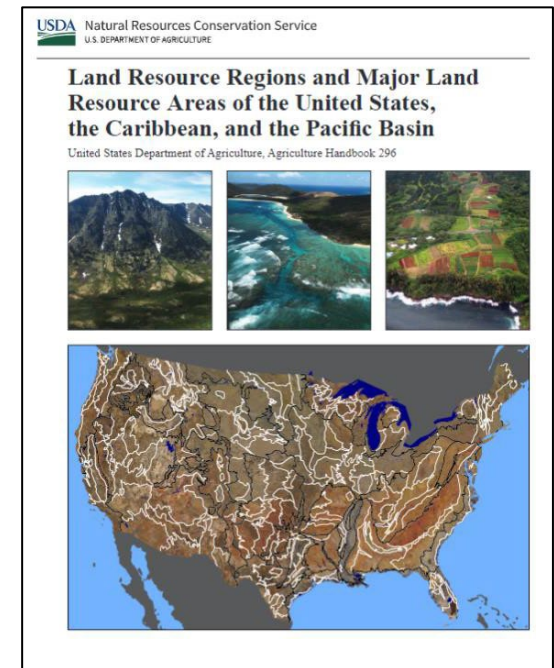 USDA Natural Resources Conservation Service
U.S. DEPARTMENT OF AGRICULTURE
Land Resource Regions and Major Land
Resource Areas of the United States,
the Caribbean, and the Pacific Basin
United States Department of Agriculture, Agriculture Handbook 296